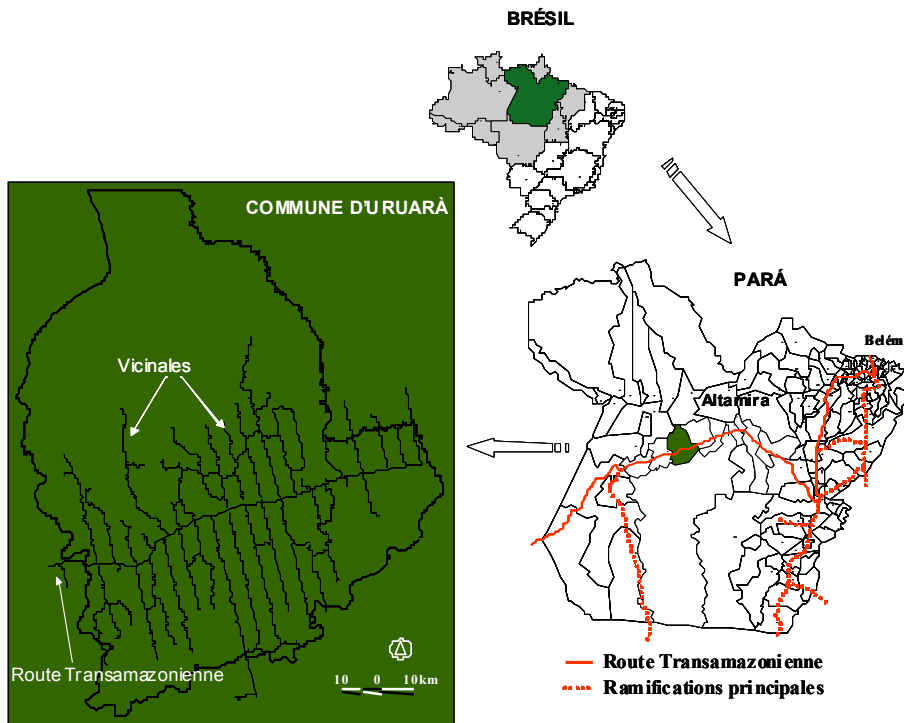 BRÉSIL
COMMUNE D'URUARÀ
Vicinales
Route Transamazonienne
10 0 10km
PARÁ
Belém
Altamira
Route Transamazonienne
Ramifications principales